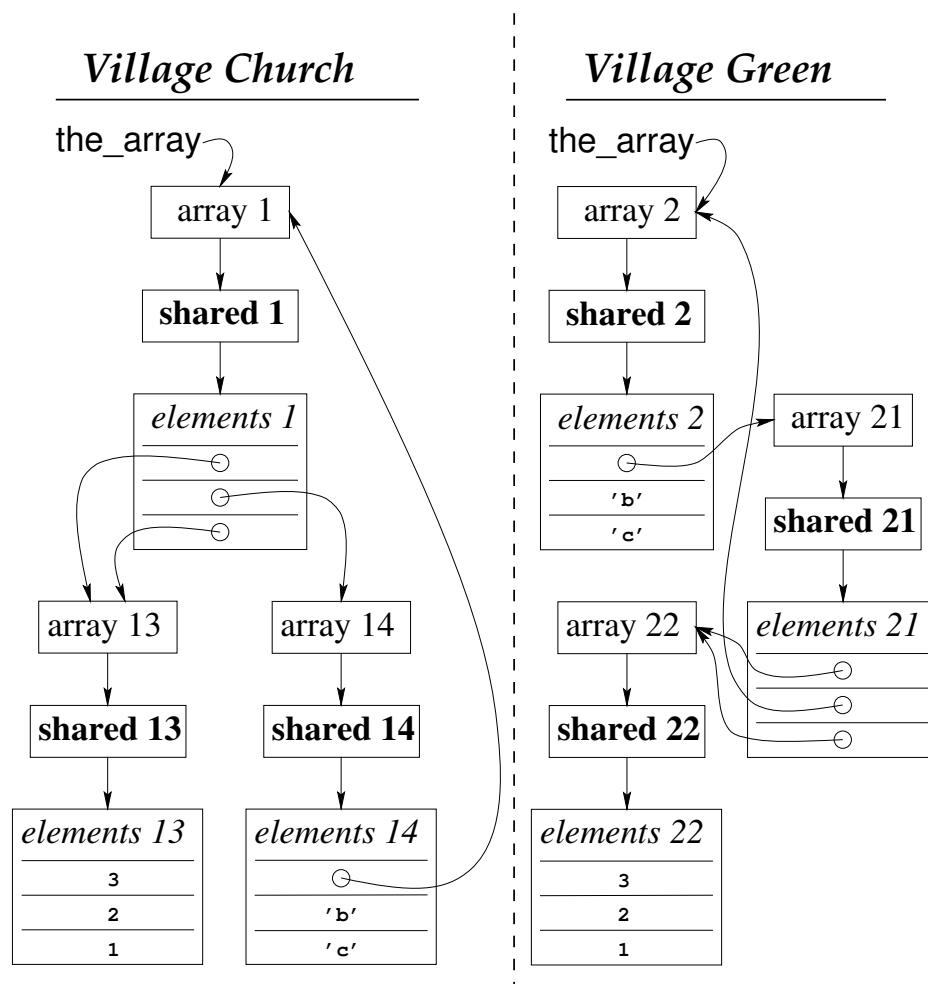 Village Church
the_array
array 1
shared 1
elements 1
array 13
array 14
shared 13
shared 14
elements 13
3
2
1
elements 14
'b'
'c'
Village Green
the_array
array 2
shared 2
elements 2
'b'
'c'
array 21
shared 21
elements 21
array 22
shared 22
elements 22
3
2
1